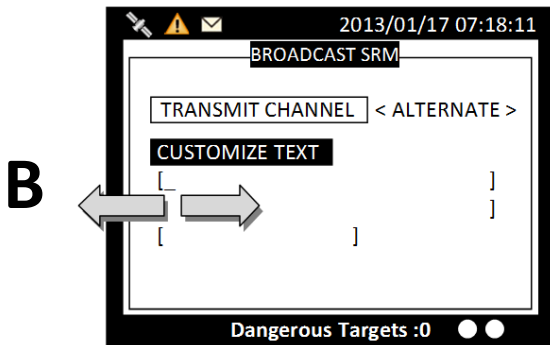 2013/01/17 07:18:11
BROADCAST SRM
TRANSMIT CHANNEL < ALTERNATE >
CUSTOMIZE TEXT
[_ ]
B
]
[ ]
Dangerous Targets :0